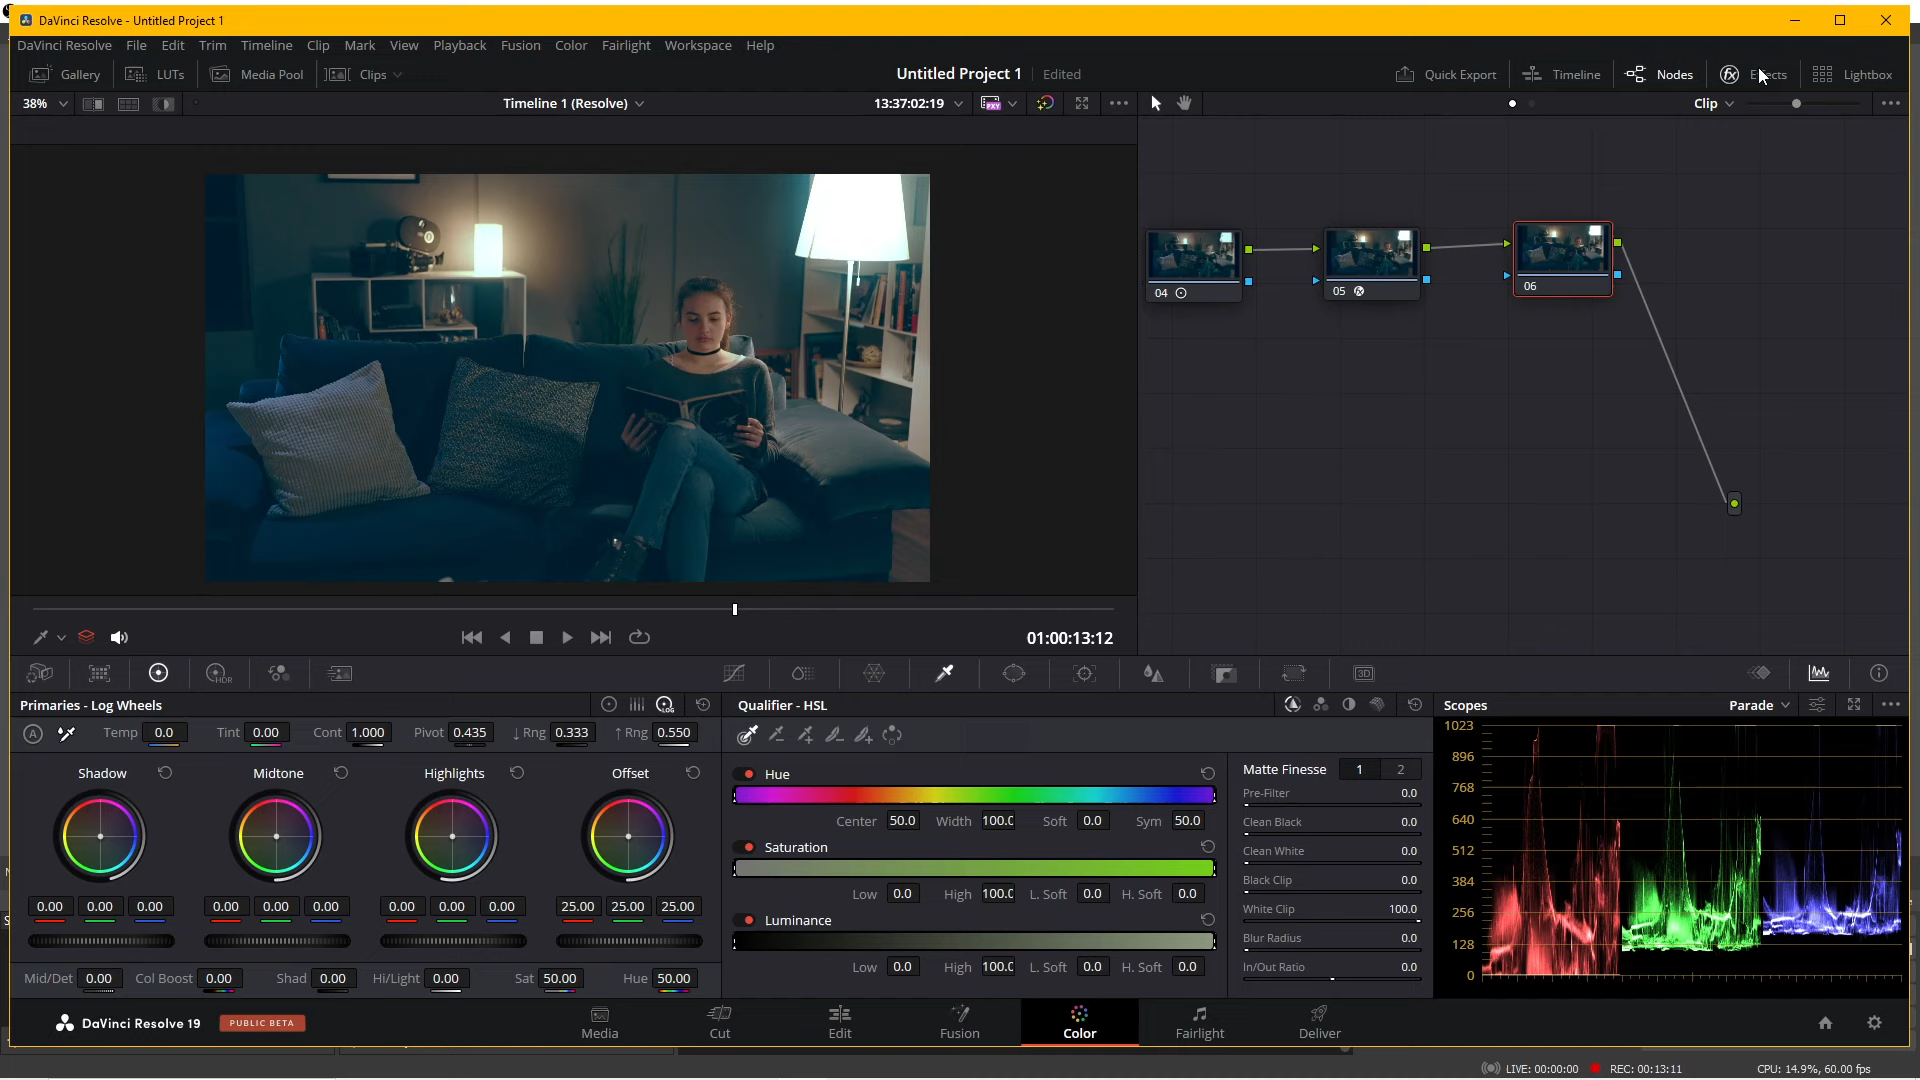 DaVinci Resolve - Untitled Project 1
DaVinci Resolve File Edit Trim Timeline Clip Mark View Playback Fusion Color Fairlight Workspace Help
Gallery LUTs Media Pool Clips Untitled Project 1 Edited Quick Export Timeline Nodes Lightbox
38% Timeline 1 (Resolve) 13:37:02:19 PXY Clip
04 05 06
01:00:13:12
HDR 3D
Primaries - Log Wheels LOG Qualifier - HSL Scopes Parade
A Temp 0.0 Tint 0.00 Cont 1.000 Pivot 0.435 ↓ Rng 0.333 ↑ Rng 0.550
Shadow Midtone Highlights Offset
0.00 0.00 0.00 0.00 0.00 0.00 0.00 0.00 0.00 25.00 25.00 25.00
Mid/Det 0.00 Col Boost 0.00 Shad 0.00 Hi/Light 0.00 Sat 50.00 Hue 50.00
Hue
Center 50.0 Width 100.0 Soft 0.0 Sym 50.0
Saturation
Low 0.0 High 100.0 L. Soft 0.0 H. Soft 0.0
Luminance
Low 0.0 High 100.0 L. Soft 0.0 H. Soft 0.0
Matte Finesse 1 2
Pre-Filter 0.0
Clean Black 0.0
Clean White 0.0
Black Clip 0.0
White Clip 100.0
Blur Radius 0.0
In/Out Ratio 0.0
1023
896
768
640
512
384
256
128
0
DaVinci Resolve 19 PUBLIC BETA
Media Cut Edit Fusion Color Fairlight Deliver
LIVE: 00:00:00 REC: 00:13:11 CPU: 14.9%, 60.00 fps